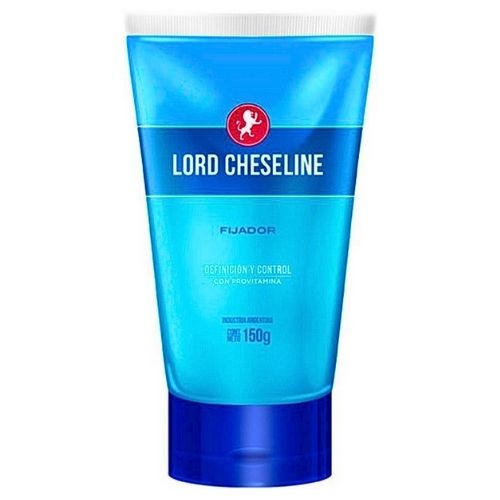 LORD CHESELINE
FIJADOR
DEFINICIÓN Y CONTROL
CON PROVITAMINA
INDUSTRIA ARGENTINA
CONT.
NETO 150g